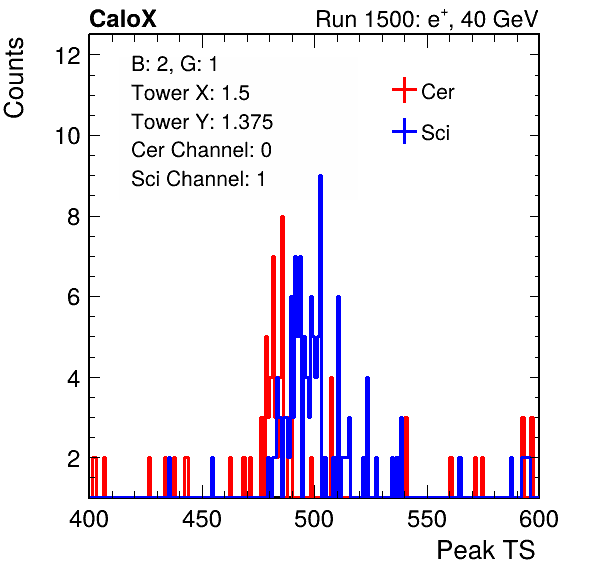 CaloX Run 1500: e⁺, 40 GeV
Counts
B: 2, G: 1
Tower X: 1.5
Tower Y: 1.375
Cer Channel: 0
Sci Channel: 1
Cer
Sci
12
10
8
6
4
2
400 450 500 550 600
Peak TS